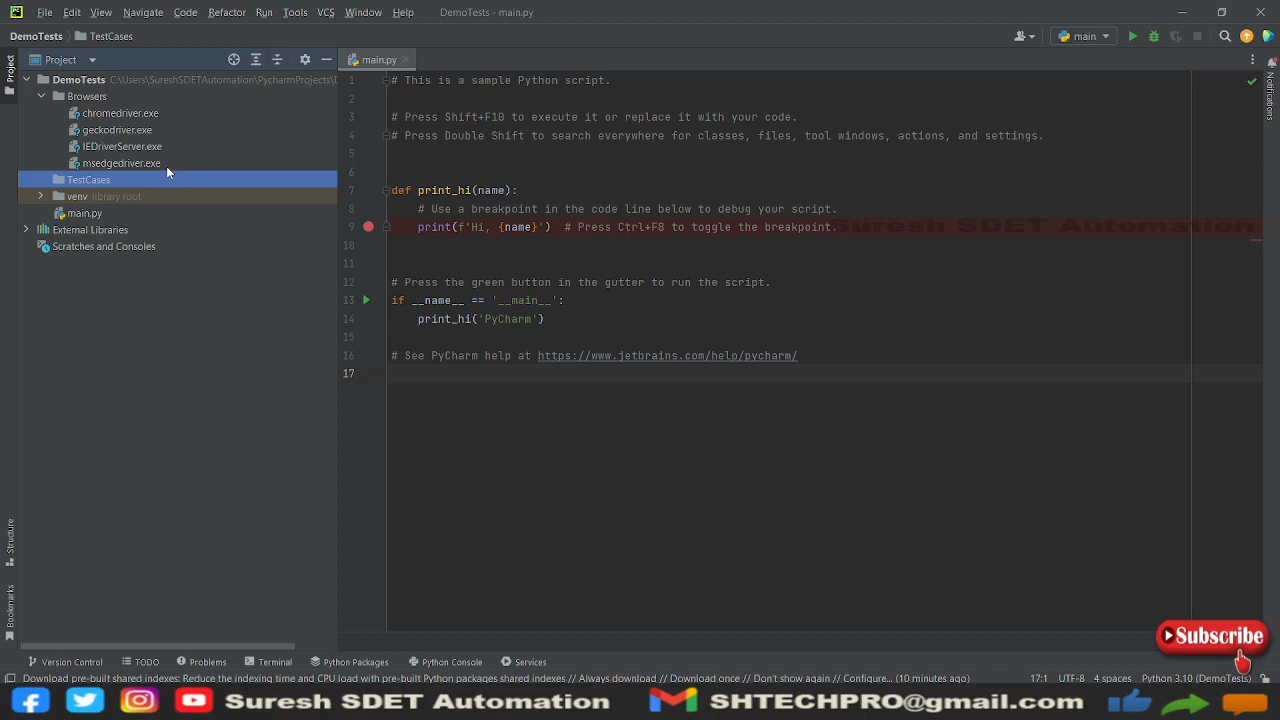 File Edit View Navigate Code Refactor Run Tools VCS Window Help DemoTests - main.py
DemoTests TestCases main
Project main.py
Project
DemoTests C:\Users\SureshSDETAutomation\PycharmProjects\
Browsers
chromedriver.exe
geckodriver.exe
IEDriverServer.exe
msedgedriver.exe
TestCases
venv library root
main.py
External Libraries
Scratches and Consoles
1 # This is a sample Python script.
2
3 # Press Shift+F10 to execute it or replace it with your code.
4 # Press Double Shift to search everywhere for classes, files, tool windows, actions, and settings.
5
6
7 def print_hi(name):
8 # Use a breakpoint in the code line below to debug your script.
9 print(f'Hi, {name}') # Press Ctrl+F8 to toggle the breakpoint.
Suresh SDET Automation
10
11
12 # Press the green button in the gutter to run the script.
13 if __name__ == '__main__':
14 print_hi('PyCharm')
15
16 # See PyCharm help at https://www.jetbrains.com/help/pycharm/
17
Notifications
Structure
Bookmarks
Subscribe
Version Control TODO Problems Terminal Python Packages Python Console Services
Download pre-built shared indexes: Reduce the indexing time and CPU load with pre-built Python packages shared indexes // Always download // Download once // Don't show again // Configure... (10 minutes ago) 17:1 UTF-8 4 spaces Python 3.10 (DemoTests)
Suresh SDET Automation SHTECHPRO@gmail.com